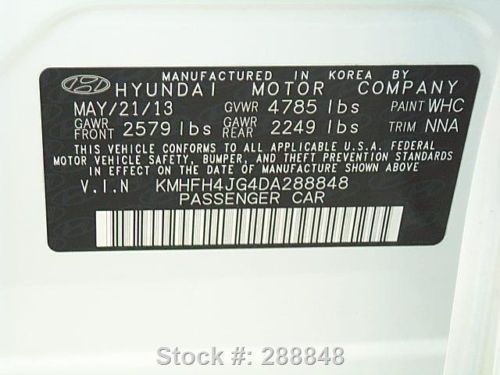 MANUFACTURED IN KOREA BY
HYUNDAI MOTOR COMPANY
MAY/21/13 GVWR 4785 lbs PAINT WHC
GAWR FRONT 2579 lbs GAWR REAR 2249 lbs TRIM NNA
THIS VEHICLE CONFORMS TO ALL APPLICABLE U.S.A. FEDERAL
MOTOR VEHICLE SAFETY, BUMPER, AND THEFT PREVENTION STANDARDS
IN EFFECT ON THE DATE OF MANUFACTURE SHOWN ABOVE.
V.I.N KMHFH4JG4DA288848
PASSENGER CAR
Stock #: 288848